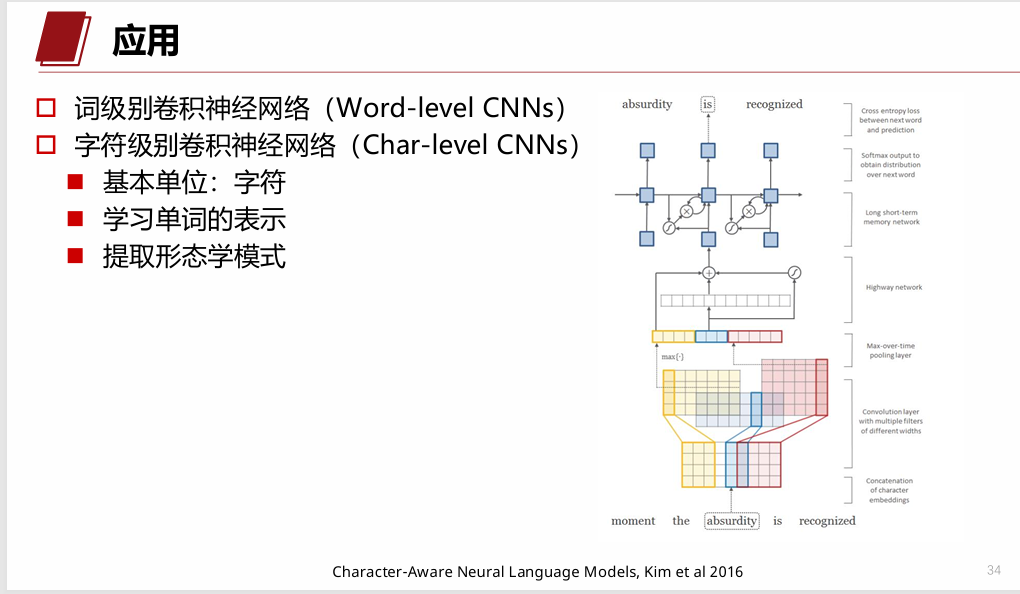 应用
词级别卷积神经网络（Word-level CNNs）
字符级别卷积神经网络（Char-level CNNs）
基本单位：字符
学习单词的表示
提取形态学模式
absurdity is recognized
Cross entropy loss
between next word
and prediction
Softmax output to
obtain distribution
over next word
Long short-term
memory network
Highway network
Max-over-time
pooling layer
max(·)
Convolution layer
with multiple filters
of different widths
Concatenation
of character
embeddings
moment the absurdity is recognized
Character-Aware Neural Language Models, Kim et al 2016
34